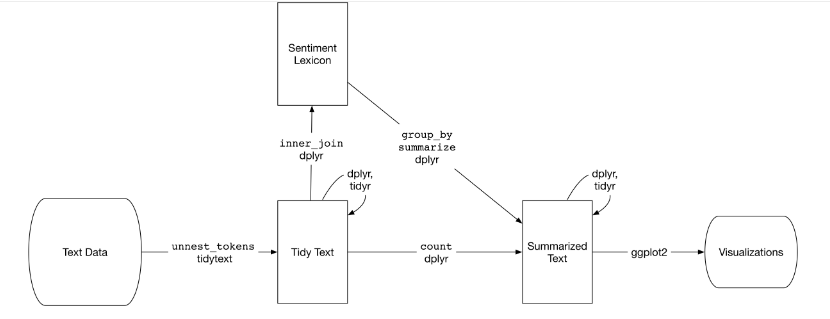 Sentiment
Lexicon
inner_join
dplyr
group_by
summarize
dplyr
dplyr,
tidyr
dplyr,
tidyr
Text Data
unnest_tokens
tidytext
Tidy Text
count
dplyr
Summarized
Text
ggplot2
Visualizations